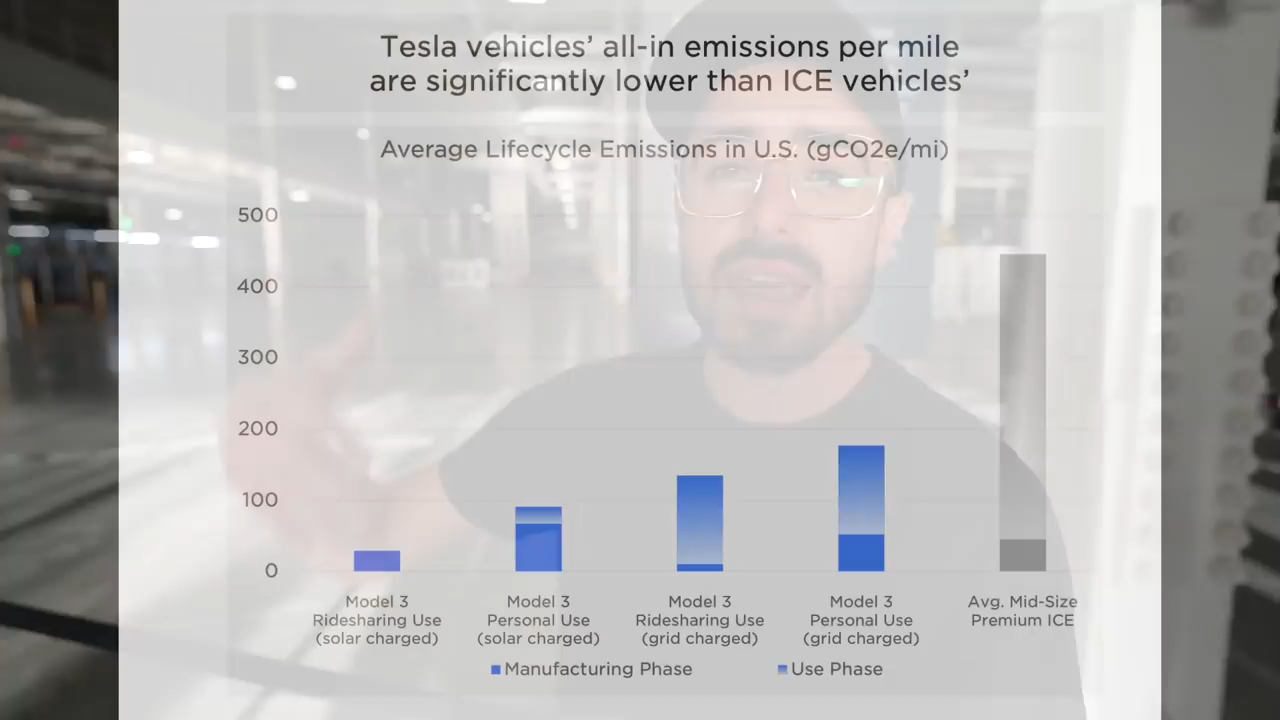 Tesla vehicles’ all-in emissions per mile
are significantly lower than ICE vehicles’
Average Lifecycle Emissions in U.S. (gCO2e/mi)
500
400
300
200
100
0
Model 3
Ridesharing Use
(solar charged)
Model 3
Personal Use
(solar charged)
Model 3
Ridesharing Use
(grid charged)
Model 3
Personal Use
(grid charged)
Avg. Mid-Size
Premium ICE
Manufacturing Phase
Use Phase